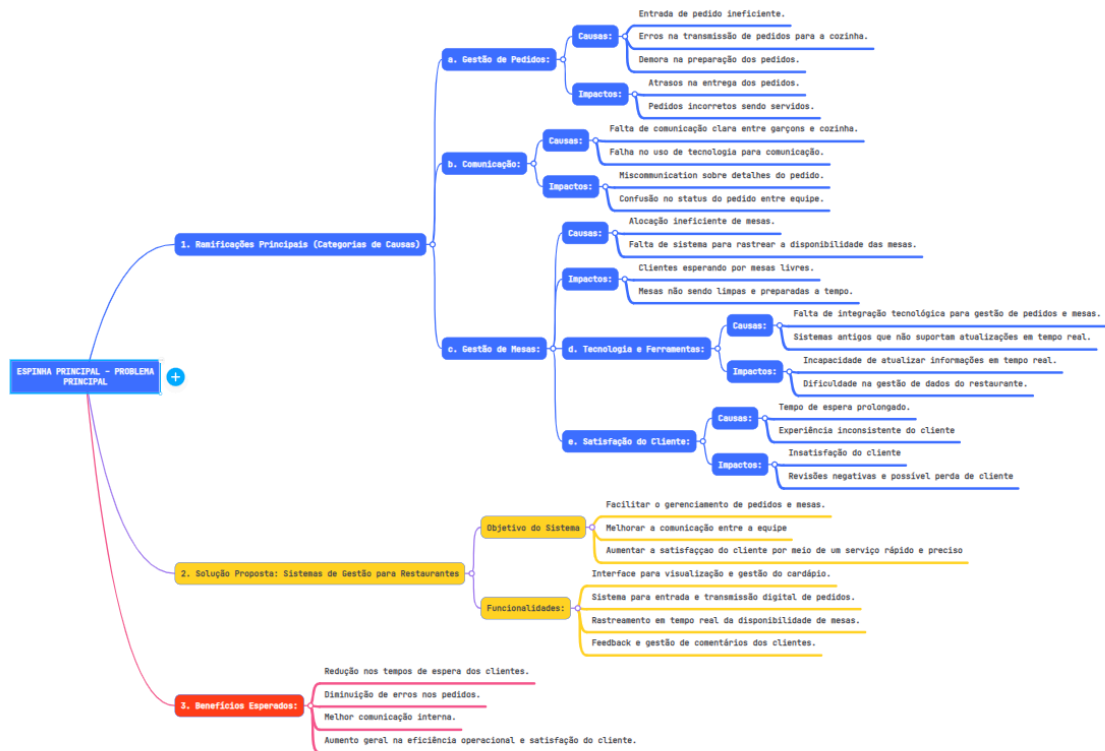 ESPINHA PRINCIPAL - PROBLEMA
PRINCIPAL
1. Ramificações Principais (Categorias de Causas)
a. Gestão de Pedidos:
Causas:
Entrada de pedido ineficiente.
Erros na transmissão de pedidos para a cozinha.
Demora na preparação dos pedidos.
Impactos:
Atrasos na entrega dos pedidos.
Pedidos incorretos sendo servidos.
b. Comunicação:
Causas:
Falta de comunicação clara entre garçons e cozinha.
Falha no uso de tecnologia para comunicação.
Impactos:
Miscommunication sobre detalhes do pedido.
Confusão no status do pedido entre equipe.
c. Gestão de Mesas:
Causas:
Alocação ineficiente de mesas.
Falta de sistema para rastrear a disponibilidade das mesas.
Impactos:
Clientes esperando por mesas livres.
Mesas não sendo limpas e preparadas a tempo.
d. Tecnologia e Ferramentas:
Causas:
Falta de integração tecnológica para gestão de pedidos e mesas.
Sistemas antigos que não suportam atualizações em tempo real.
Impactos:
Incapacidade de atualizar informações em tempo real.
Dificuldade na gestão de dados do restaurante.
e. Satisfação do Cliente:
Causas:
Tempo de espera prolongado.
Experiência inconsistente do cliente
Impactos:
Insatisfação do cliente
Revisões negativas e possível perda de cliente
2. Solução Proposta: Sistemas de Gestão para Restaurantes
Objetivo do Sistema
Facilitar o gerenciamento de pedidos e mesas.
Melhorar a comunicação entre a equipe
Aumentar a satisfaççao do cliente por meio de um serviço rápido e preciso
Funcionalidades:
Interface para visualização e gestão do cardápio.
Sistema para entrada e transmissão digital de pedidos.
Rastreamento em tempo real da disponibilidade de mesas.
Feedback e gestão de comentários dos clientes.
3. Benefícios Esperados:
Redução nos tempos de espera dos clientes.
Diminuição de erros nos pedidos.
Melhor comunicação interna.
Aumento geral na eficiência operacional e satisfação do cliente.